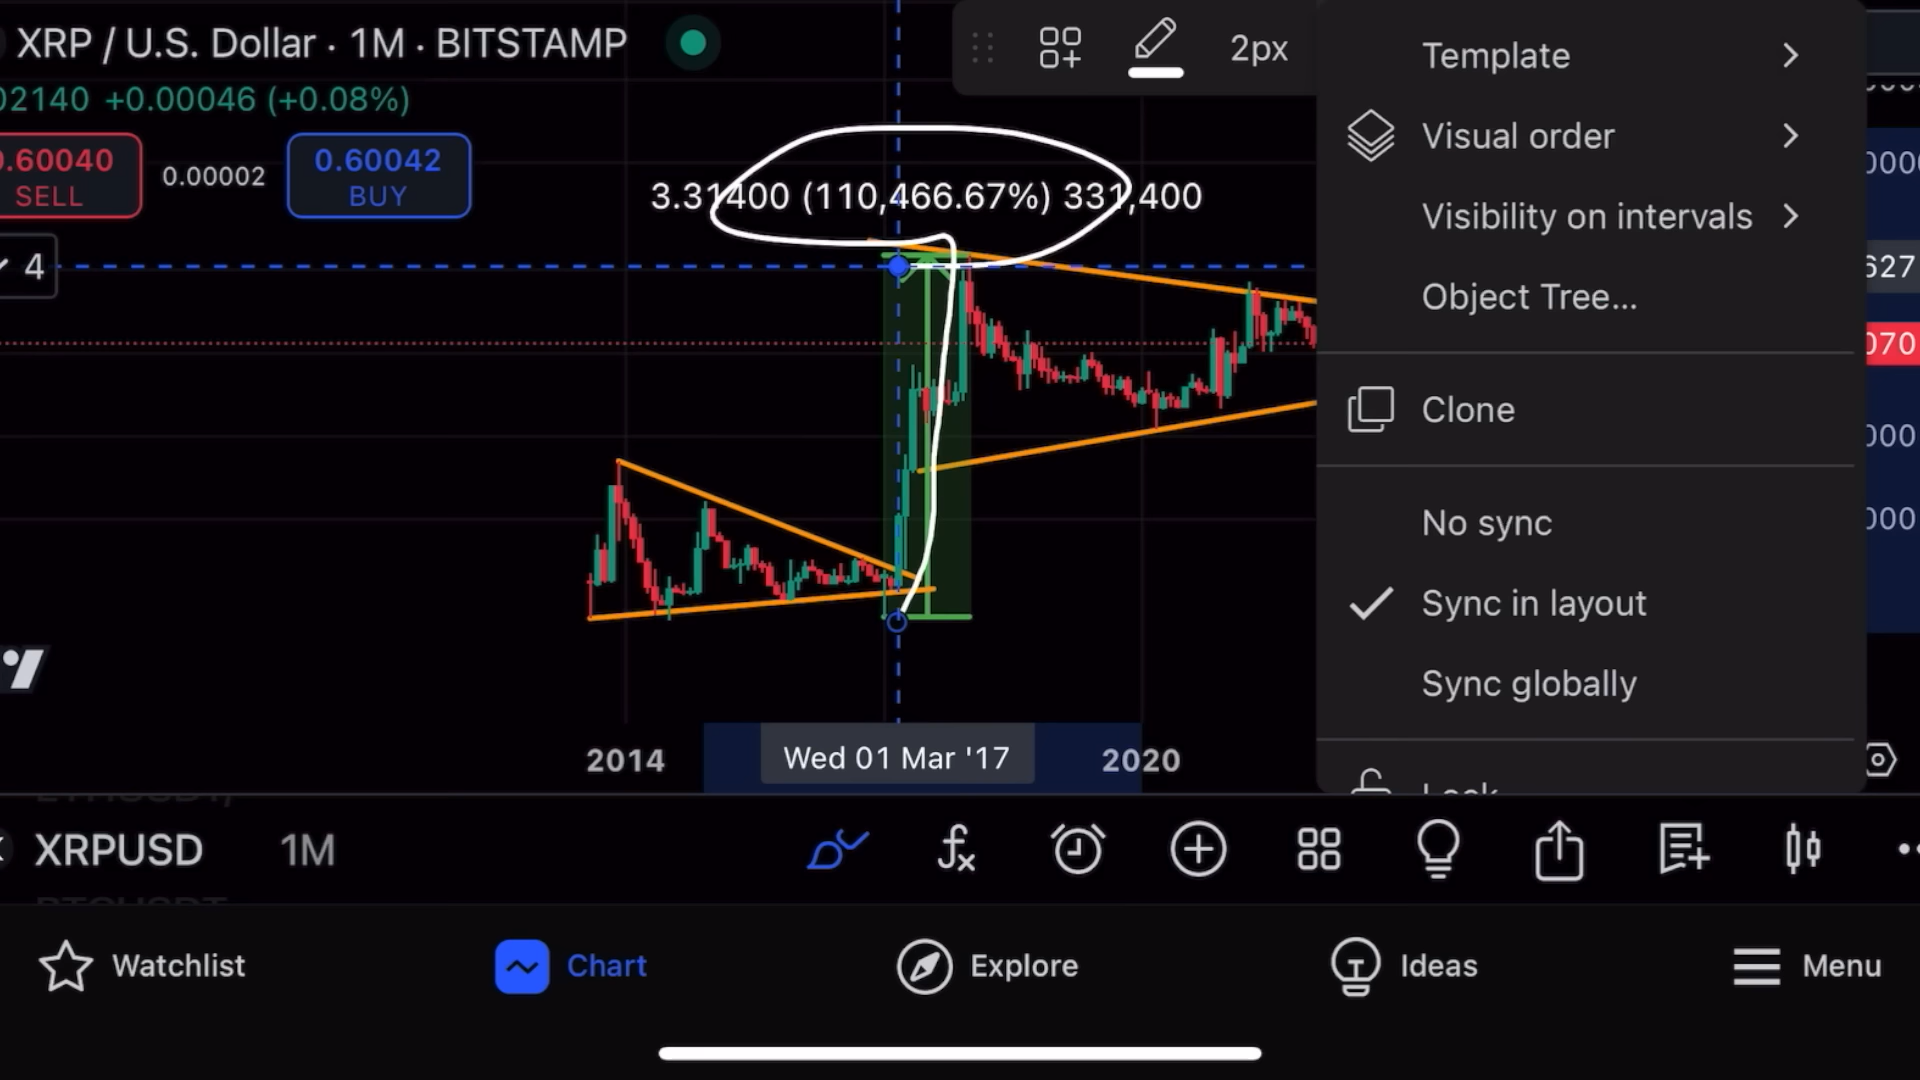 XRP / U.S. Dollar · 1M · BITSTAMP
02140 +0.00046 (+0.08%)
0.60040
SELL
0.00002
0.60042
BUY
4
3.31400 (110,466.67%) 331,400
2px
Template
Visual order
Visibility on intervals
Object Tree...
Clone
No sync
Sync in layout
Sync globally
Lock
627
070
000
000
2014
Wed 01 Mar '17
2020
XRPUSD
1M
Watchlist
Chart
Explore
Ideas
Menu